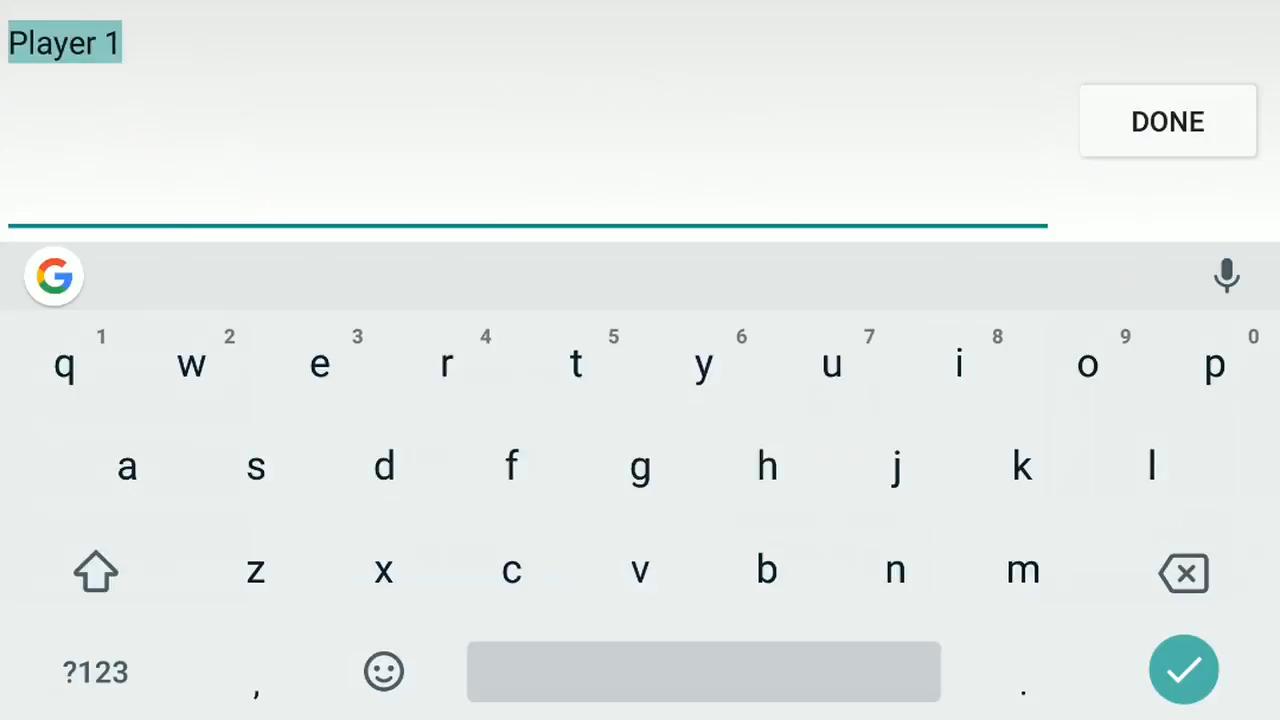 Player 1
DONE
G
1 2 3 4 5 6 7 8 9 0
q w e r t y u i o p
a s d f g h j k l
z x c v b n m
?123 , .